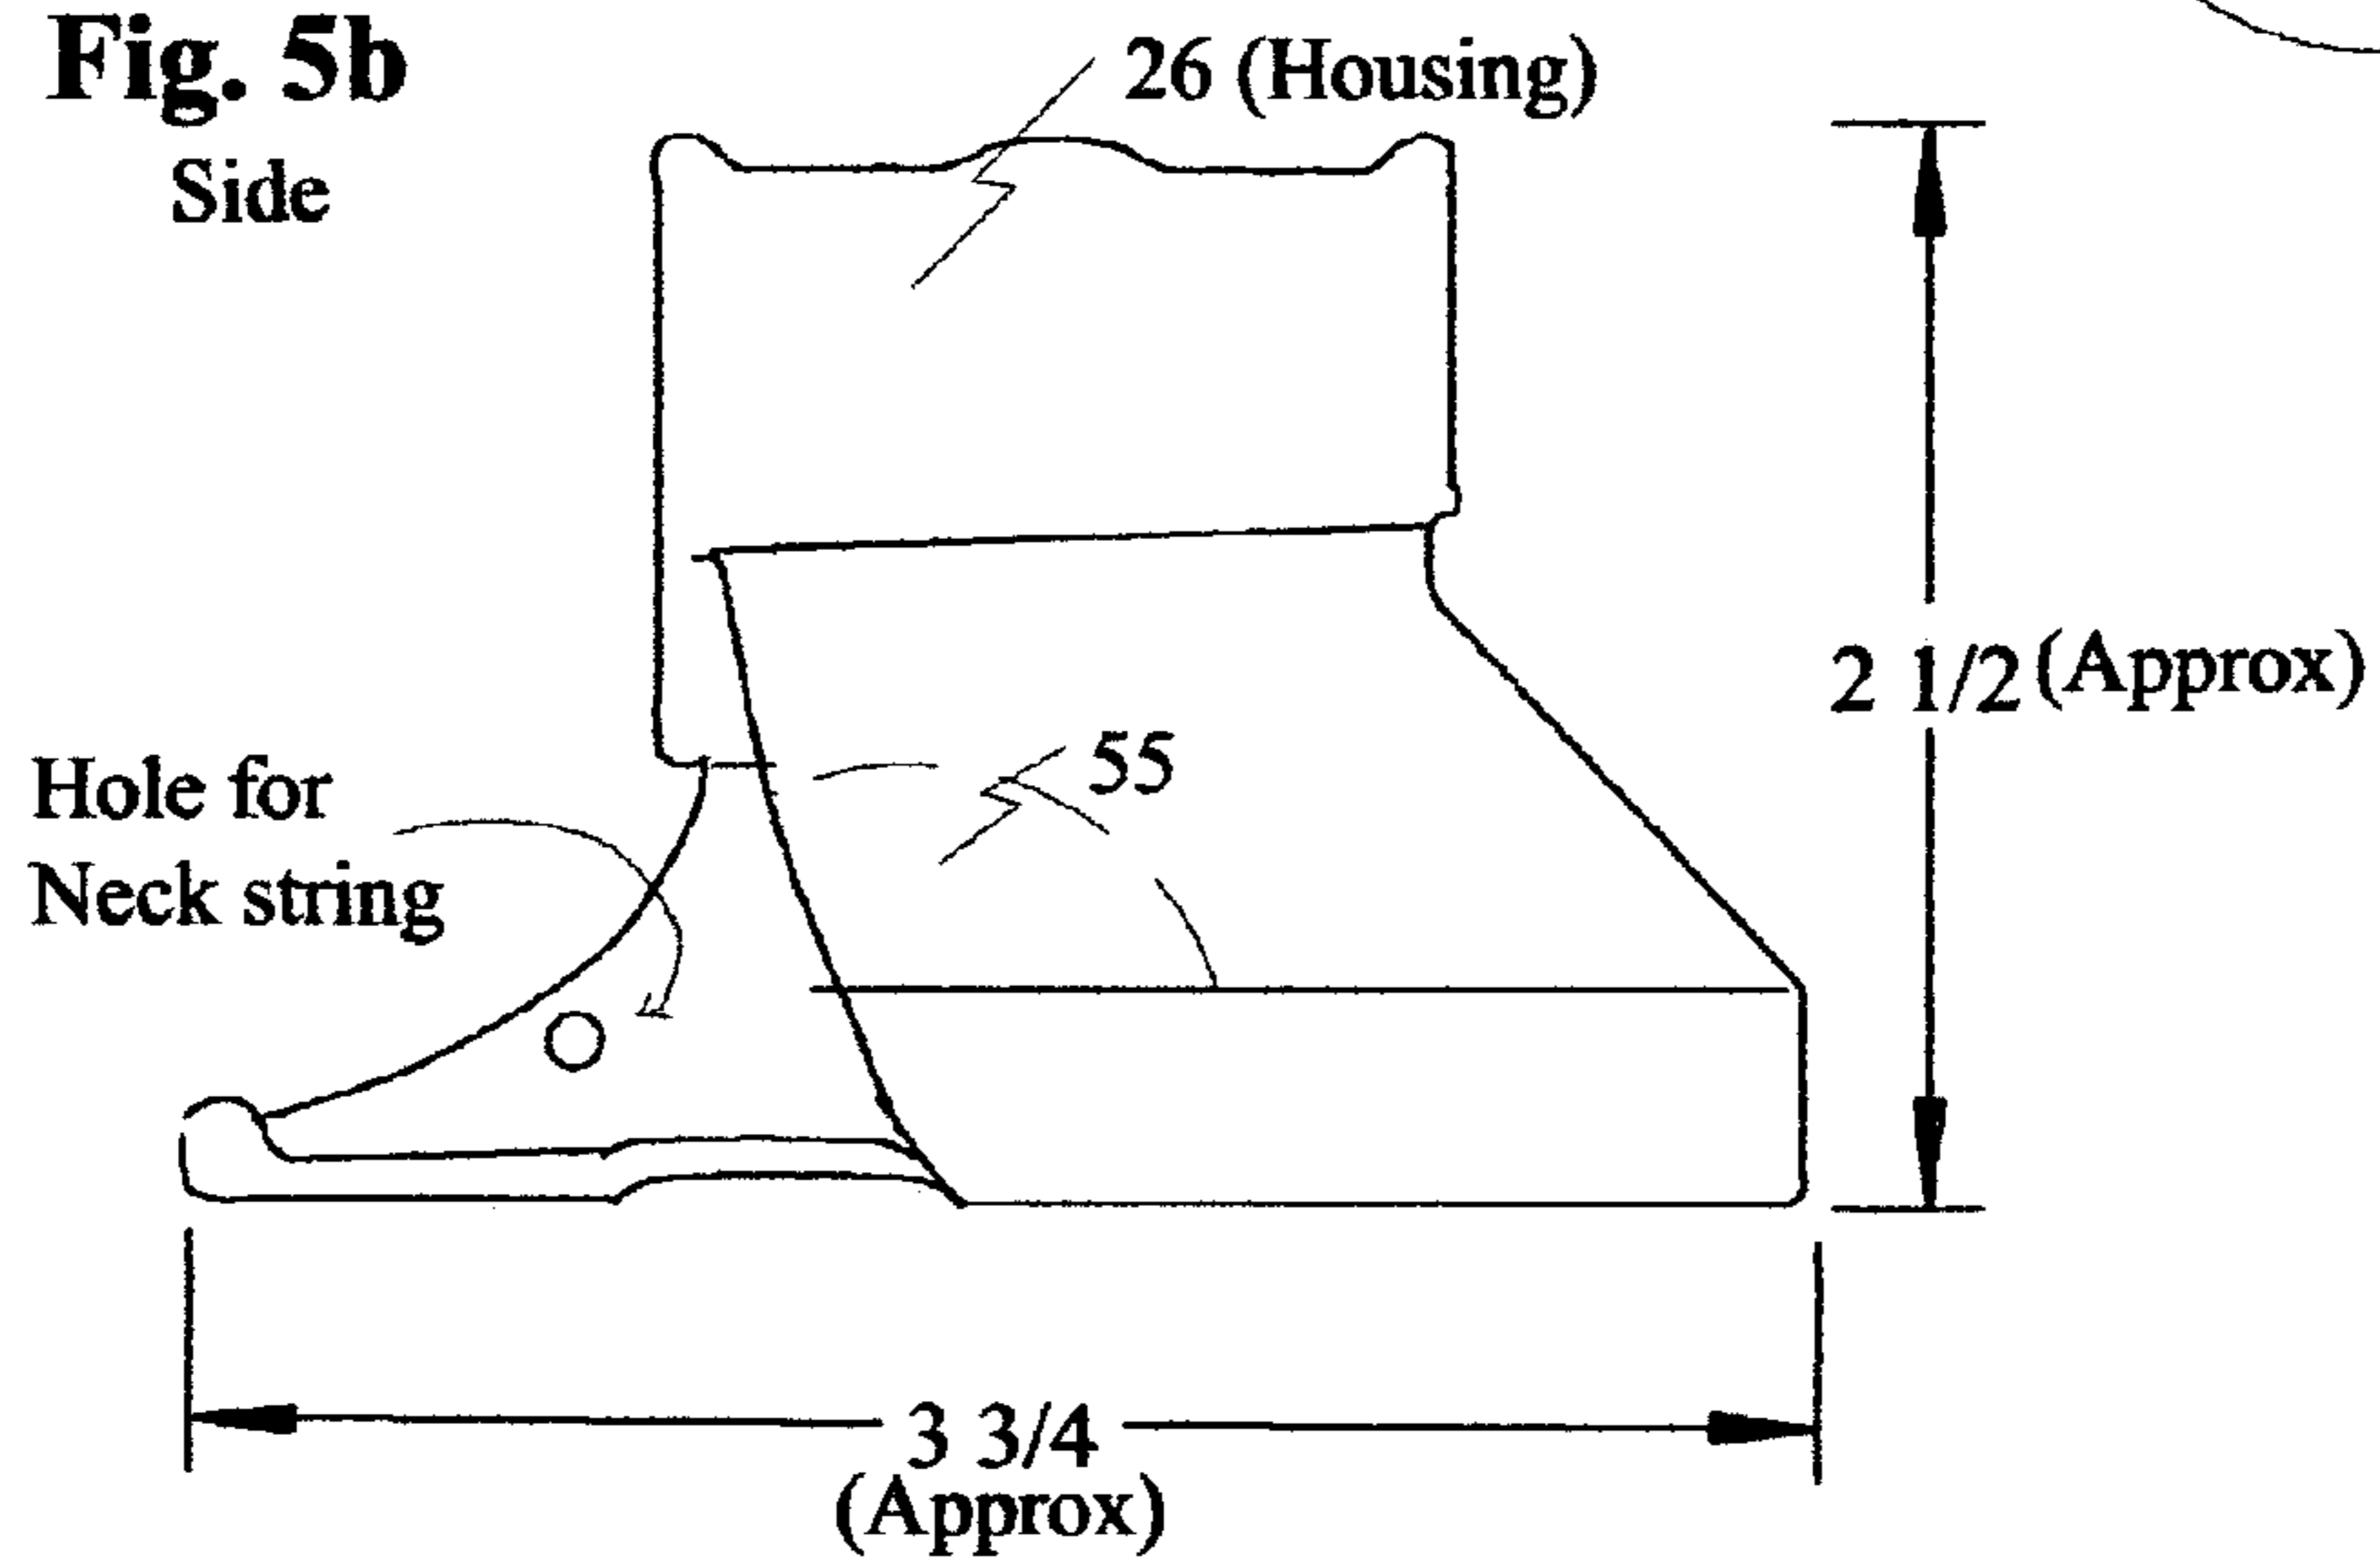 Fig. 5b
Side
26 (Housing)
2 1/2 (Approx)
55
Hole for
Neck string
3 3/4
(Approx)